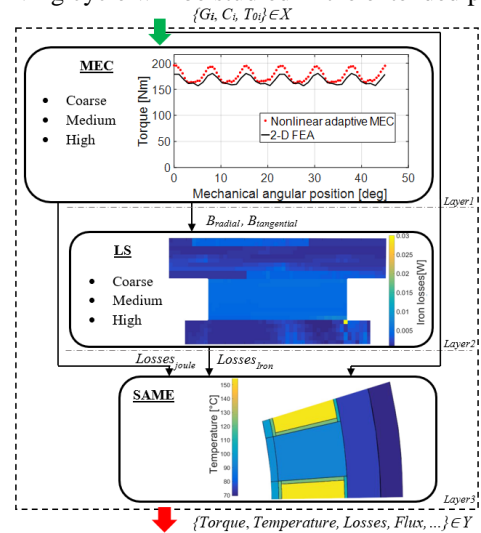 {Gi, Ci, T0i}∈X
MEC
• Coarse
• Medium
• High
Torque [Nm]
200
150
100
50
0
Nonlinear adaptive MEC
2-D FEA
0 10 20 30 40 50
Mechanical angular position [deg]
Layer1
Bradial, Btangential
LS
• Coarse
• Medium
• High
0.03
0.025
0.02
0.015
0.01
0.005
Iron losses[W]
Layer2
Lossesjoule
LossesIron
SAME
Temperature [°C]
150
140
130
120
110
100
90
80
70
Layer3
{Torque, Temperature, Losses, Flux,...}∈Y